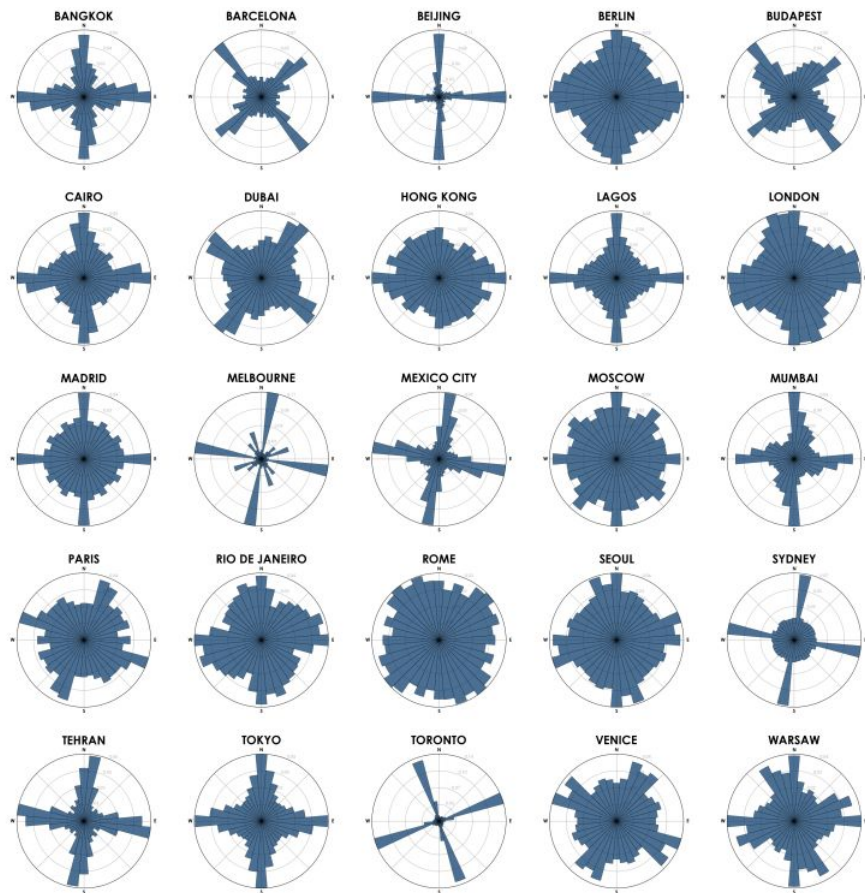 BANGKOK BARCELONA BEIJING BERLIN BUDAPEST
N N N N N
W E W E W E W E W E
S S S S S
CAIRO DUBAI HONG KONG LAGOS LONDON
N N N N N
W E W E W E W E W E
S S S S S
MADRID MELBOURNE MEXICO CITY MOSCOW MUMBAI
N N N N N
W E W E W E W E W E
S S S S S
PARIS RIO DE JANEIRO ROME SEOUL SYDNEY
N N N N N
W E W E W E W E W E
S S S S S
TEHRAN TOKYO TORONTO VENICE WARSAW
N N N N N
W E W E W E W E W E
S S S S S